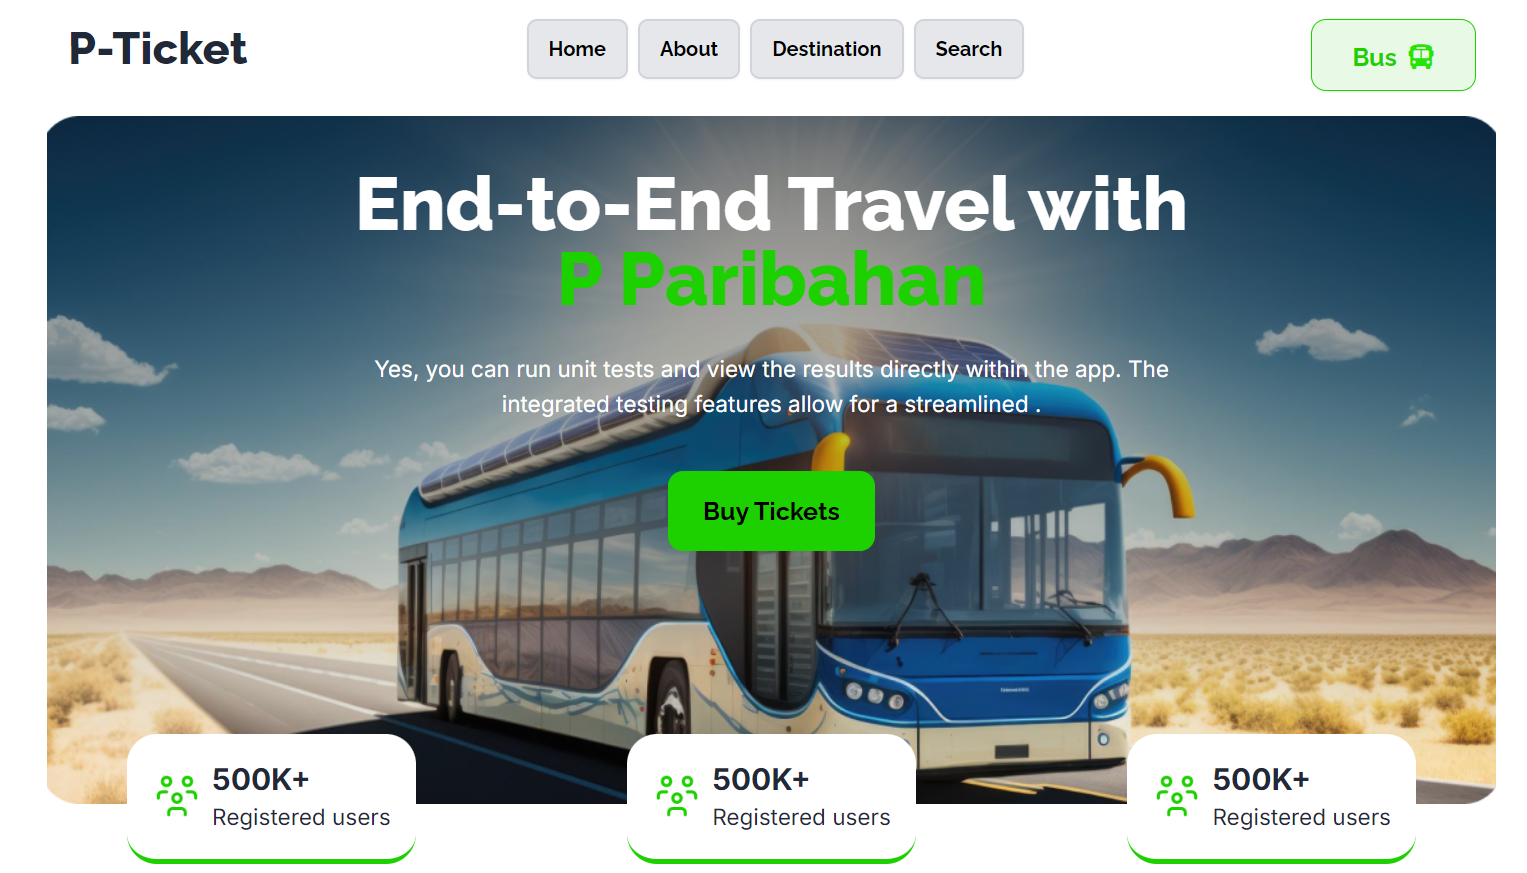 P-Ticket
Home
About
Destination
Search
Bus
End-to-End Travel with
P Paribahan
Yes, you can run unit tests and view the results directly within the app. The
integrated testing features allow for a streamlined .
Buy Tickets
500K+
Registered users
500K+
Registered users
500K+
Registered users